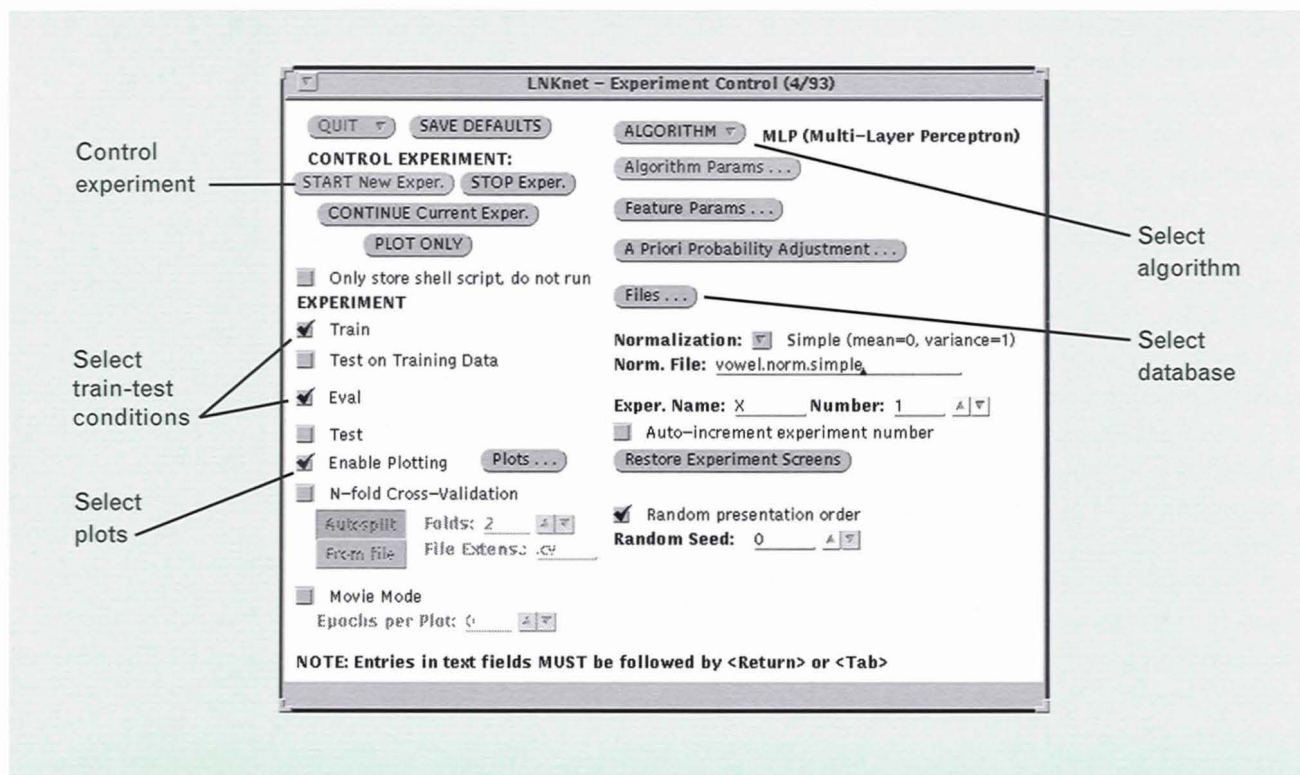 LNKnet – Experiment Control (4/93)
QUIT SAVE DEFAULTS
CONTROL EXPERIMENT:
START New Exper. STOP Exper.
CONTINUE Current Exper.
PLOT ONLY
Only store shell script, do not run
EXPERIMENT
Train
Test on Training Data
Eval
Test
Enable Plotting Plots . . .
N-fold Cross-Validation
Autosplit Folds: 2
From file File Extens.: .cv
Movie Mode
Epochs per Plot: 0
ALGORITHM MLP (Multi-Layer Perceptron)
Algorithm Params . . .
Feature Params . . .
A Priori Probability Adjustment . . .
Files . . .
Normalization: Simple (mean=0, variance=1)
Norm. File: vowel.norm.simple
Exper. Name: X Number: 1
Auto-increment experiment number
Restore Experiment Screens
Random presentation order
Random Seed: 0
NOTE: Entries in text fields MUST be followed by <Return> or <Tab>
Control
experiment
Select
train-test
conditions
Select
plots
Select
algorithm
Select
database